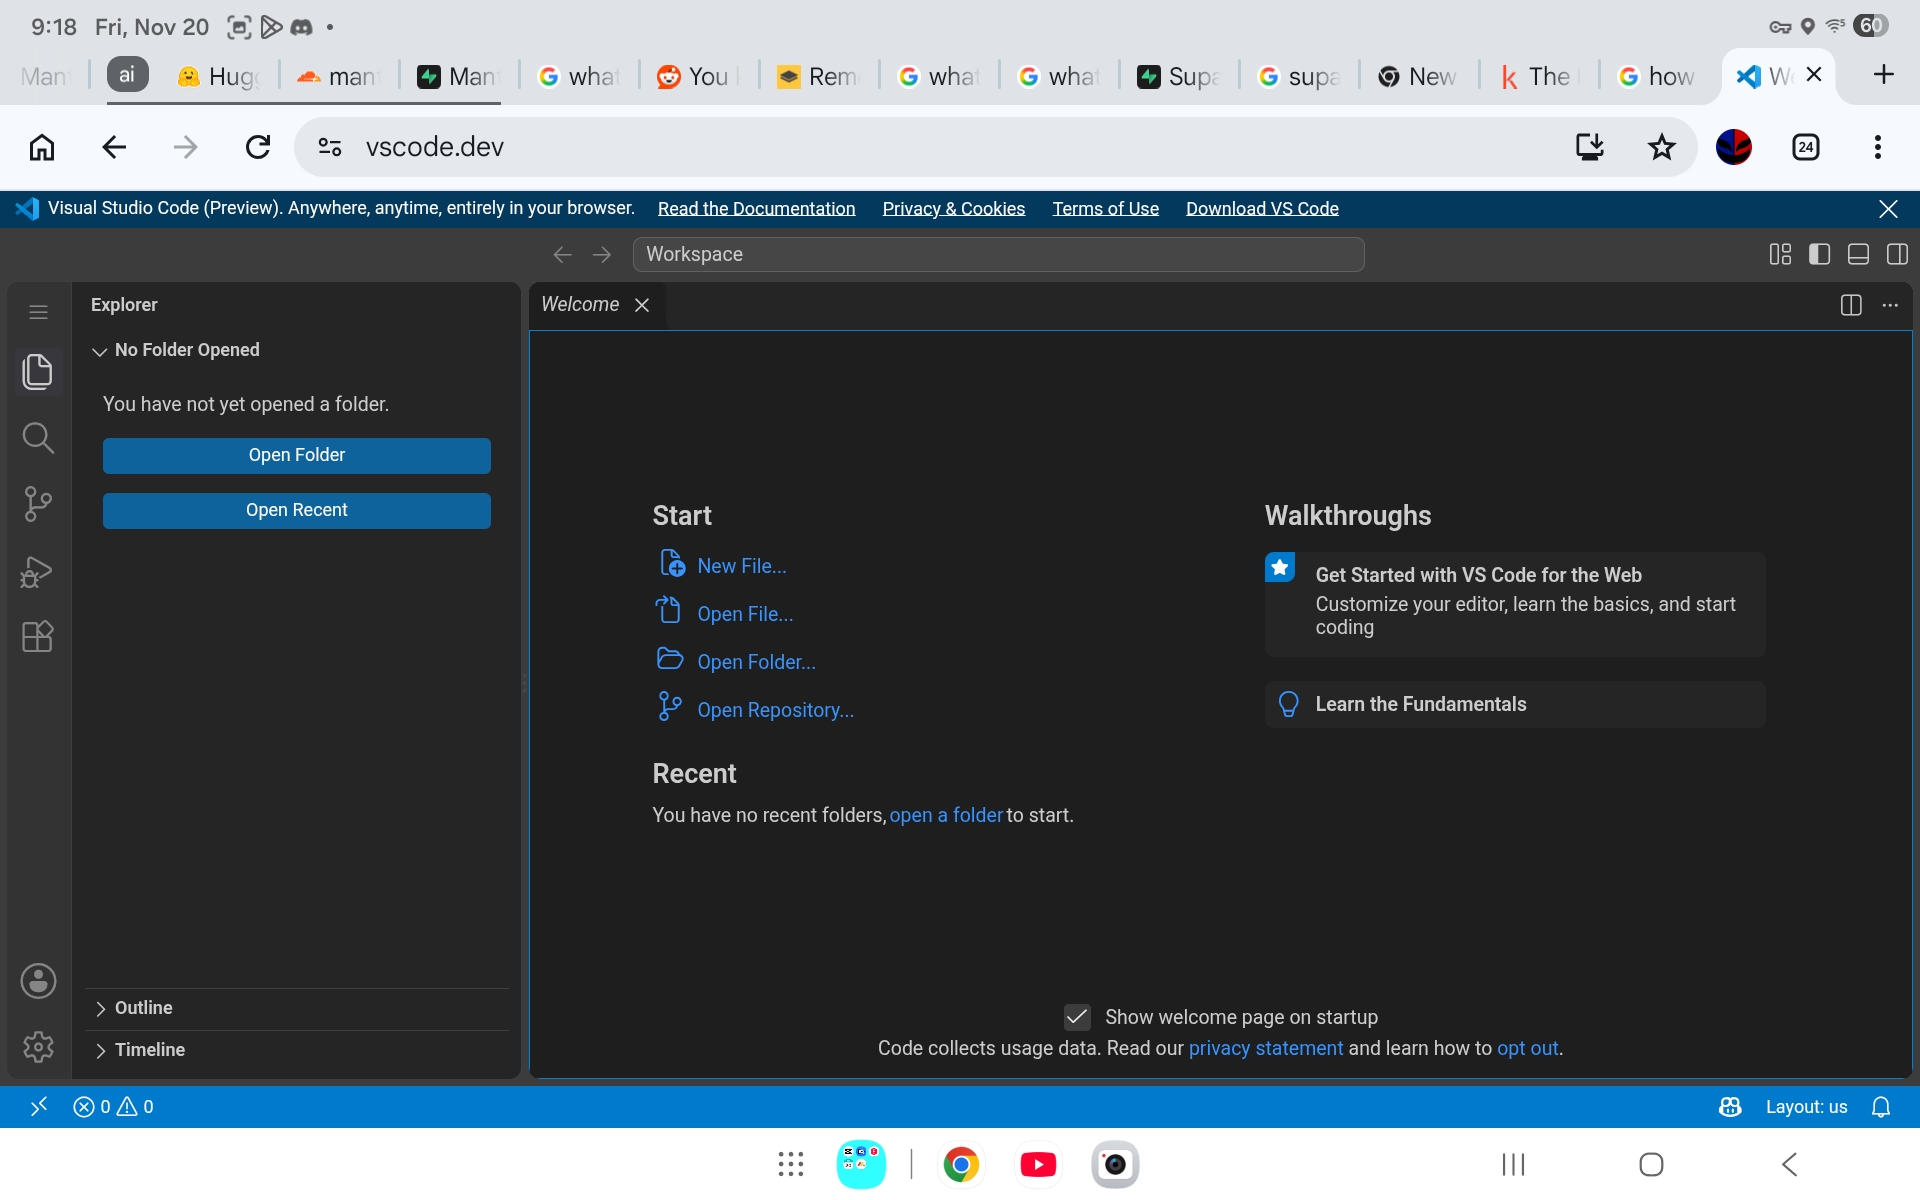 9:18 Fri, Nov 20
60
Man
ai
Hug
man
Man
wha
You
Rem
wha
wha
Supa
supa
New
The
how
We
vscode.dev
24
Visual Studio Code (Preview). Anywhere, anytime, entirely in your browser. Read the Documentation Privacy & Cookies Terms of Use Download VS Code
Workspace
Explorer
No Folder Opened
You have not yet opened a folder.
Open Folder
Open Recent
Outline
Timeline
Welcome
Start
New File...
Open File...
Open Folder...
Open Repository...
Recent
You have no recent folders, open a folder to start.
Walkthroughs
Get Started with VS Code for the Web
Customize your editor, learn the basics, and start
coding
Learn the Fundamentals
Show welcome page on startup
Code collects usage data. Read our privacy statement and learn how to opt out.
0 0
Layout: us